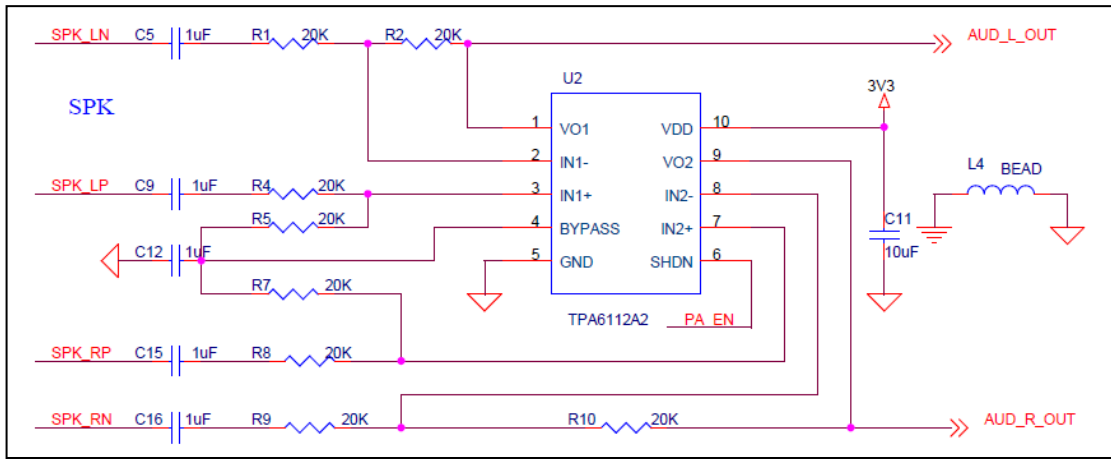 SPK_LN C5 1uF R1 20K R2 20K AUD_L_OUT
U2
SPK
3V3
1 VO1 VDD 10
2 IN1- VO2 9
L4 BEAD
SPK_LP C9 1uF R4 20K 3 IN1+ IN2- 8
R5 20K 4 BYPASS IN2+ 7 C11
C12 1uF 5 GND SHDN 6 10uF
R7 20K
TPA6112A2 PA_EN
SPK_RP C15 1uF R8 20K
SPK_RN C16 1uF R9 20K R10 20K AUD_R_OUT